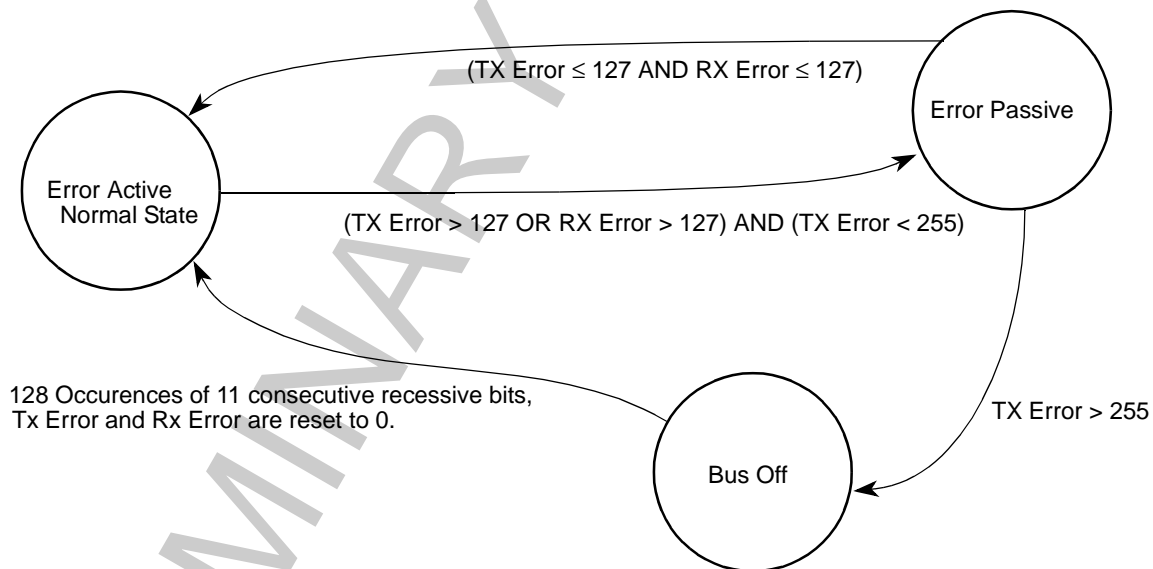 (TX Error ≤ 127 AND RX Error ≤ 127)
Error Passive
Error Active
Normal State
(TX Error > 127 OR RX Error > 127) AND (TX Error < 255)
128 Occurences of 11 consecutive recessive bits,
Tx Error and Rx Error are reset to 0.
TX Error > 255
Bus Off
MINARY